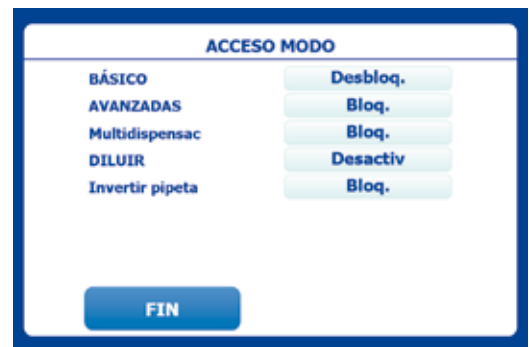 ACCESO MODO
BÁSICO Desbloq.
AVANZADAS Bloq.
Multidispensac Bloq.
DILUIR Desactiv
Invertir pipeta Bloq.
FIN